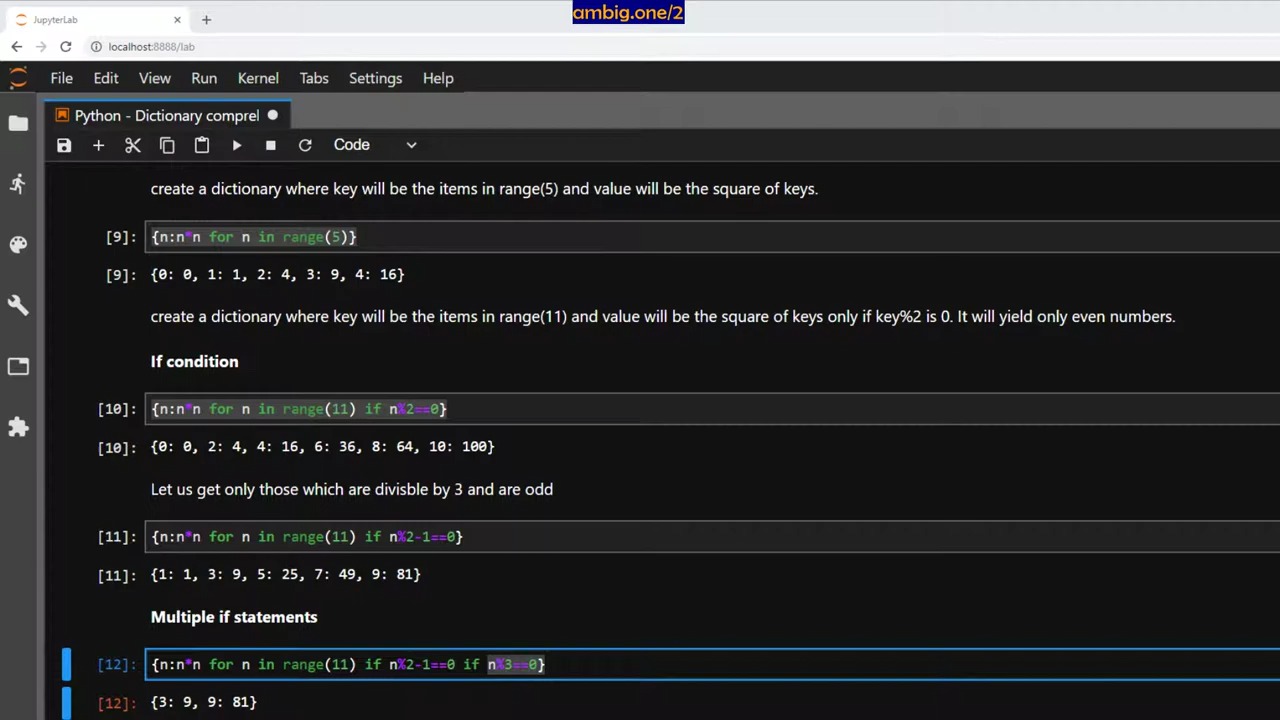 ambig.one/2
JupyterLab
localhost:8888/lab
File Edit View Run Kernel Tabs Settings Help
Python - Dictionary comprel
Code
create a dictionary where key will be the items in range(5) and value will be the square of keys.
[9]: {n:n*n for n in range(5)}
[9]: {0: 0, 1: 1, 2: 4, 3: 9, 4: 16}
create a dictionary where key will be the items in range(11) and value will be the square of keys only if key%2 is 0. It will yield only even numbers.
If condition
[10]: {n:n*n for n in range(11) if n%2==0}
[10]: {0: 0, 2: 4, 4: 16, 6: 36, 8: 64, 10: 100}
Let us get only those which are divisble by 3 and are odd
[11]: {n:n*n for n in range(11) if n%2-1==0}
[11]: {1: 1, 3: 9, 5: 25, 7: 49, 9: 81}
Multiple if statements
[12]: {n:n*n for n in range(11) if n%2-1==0 if n%3==0}
[12]: {3: 9, 9: 81}